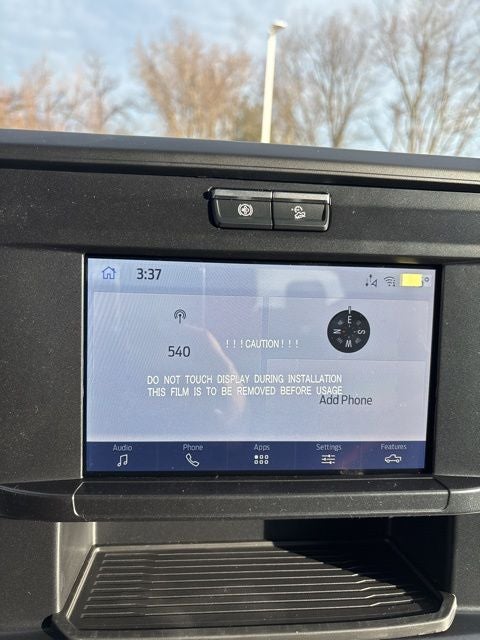 3:37
540
E
S
W
N
!!!CAUTION!!!
DO NOT TOUCH DISPLAY DURING INSTALLATION
THIS FILM IS TO BE REMOVED BEFORE USAGE
Add Phone
Audio Phone Apps Settings Features